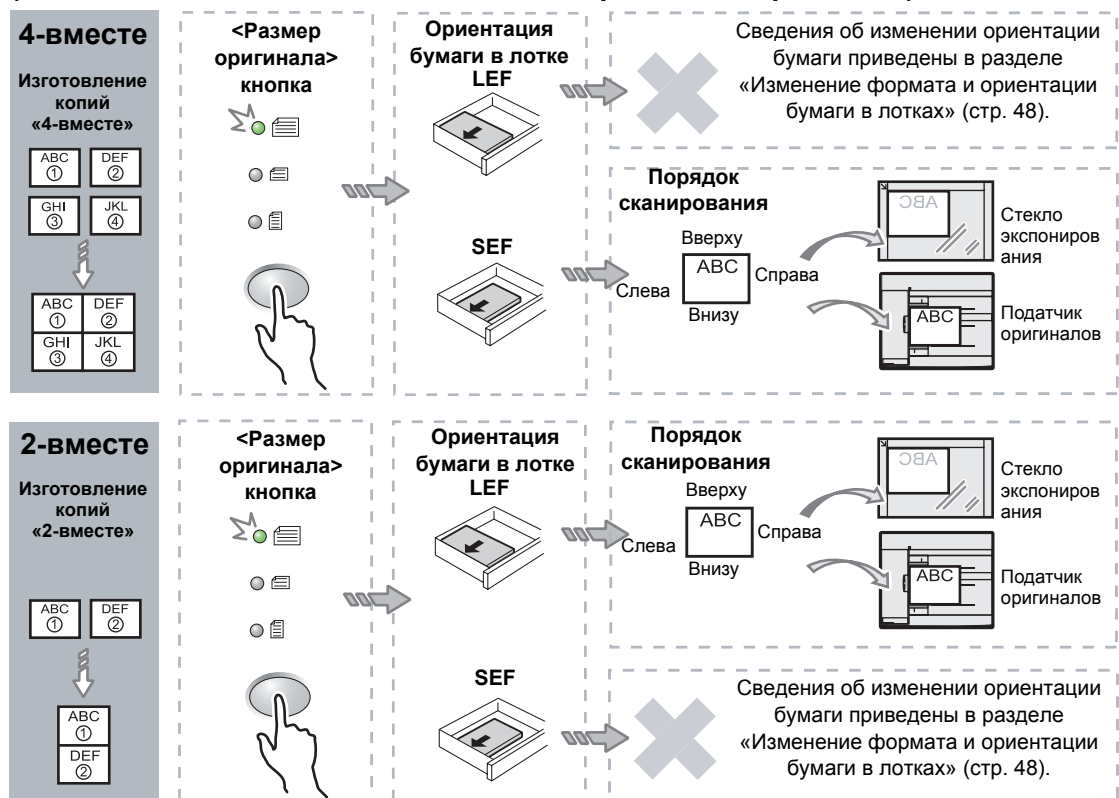 4-вместе
Изготовление
копий
«4-вместе»
ABC
①
DEF
②
GHI
③
JKL
④
ABC
①
DEF
②
GHI
③
JKL
④
<Размер
оригинала>
кнопка
Ориентация
бумаги в лотке
LEF
SEF
Сведения об изменении ориентации
бумаги приведены в разделе
«Изменение формата и ориентации
бумаги в лотках» (стр. 48).
Порядок
сканирования
Вверху
ABC
Слева
Справа
Внизу
ABC
Стекло
экспониров
ания
ABC
Податчик
оригиналов
2-вместе
Изготовление
копий
«2-вместе»
ABC
①
DEF
②
ABC
①
DEF
②
<Размер
оригинала>
кнопка
Ориентация
бумаги в лотке
LEF
SEF
Порядок
сканирования
Вверху
ABC
Слева
Справа
Внизу
ABC
Стекло
экспониров
ания
ABC
Податчик
оригиналов
Сведения об изменении ориентации
бумаги приведены в разделе
«Изменение формата и ориентации
бумаги в лотках» (стр. 48).